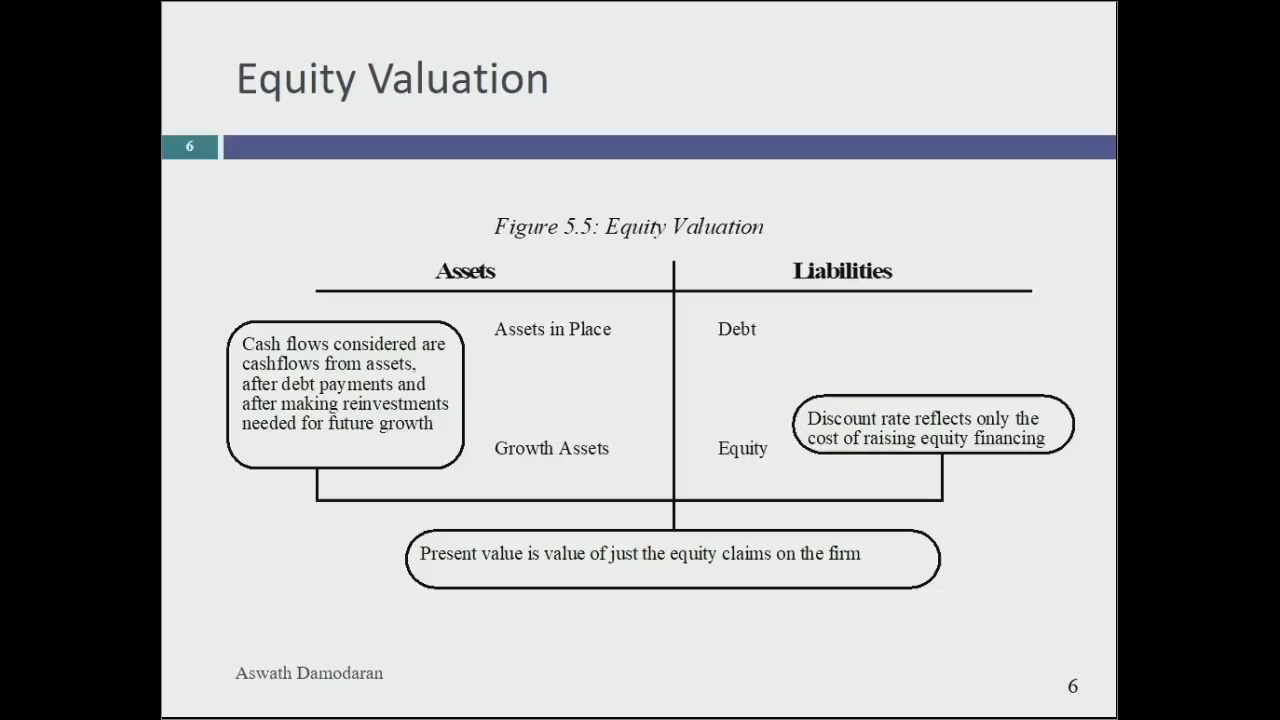 Equity Valuation
6
Figure 5.5: Equity Valuation
Assets
Liabilities
Assets in Place
Debt
Cash flows considered are
cashflows from assets,
after debt payments and
after making reinvestments
needed for future growth
Growth Assets
Equity
Discount rate reflects only the
cost of raising equity financing
Present value is value of just the equity claims on the firm
Aswath Damodaran
6